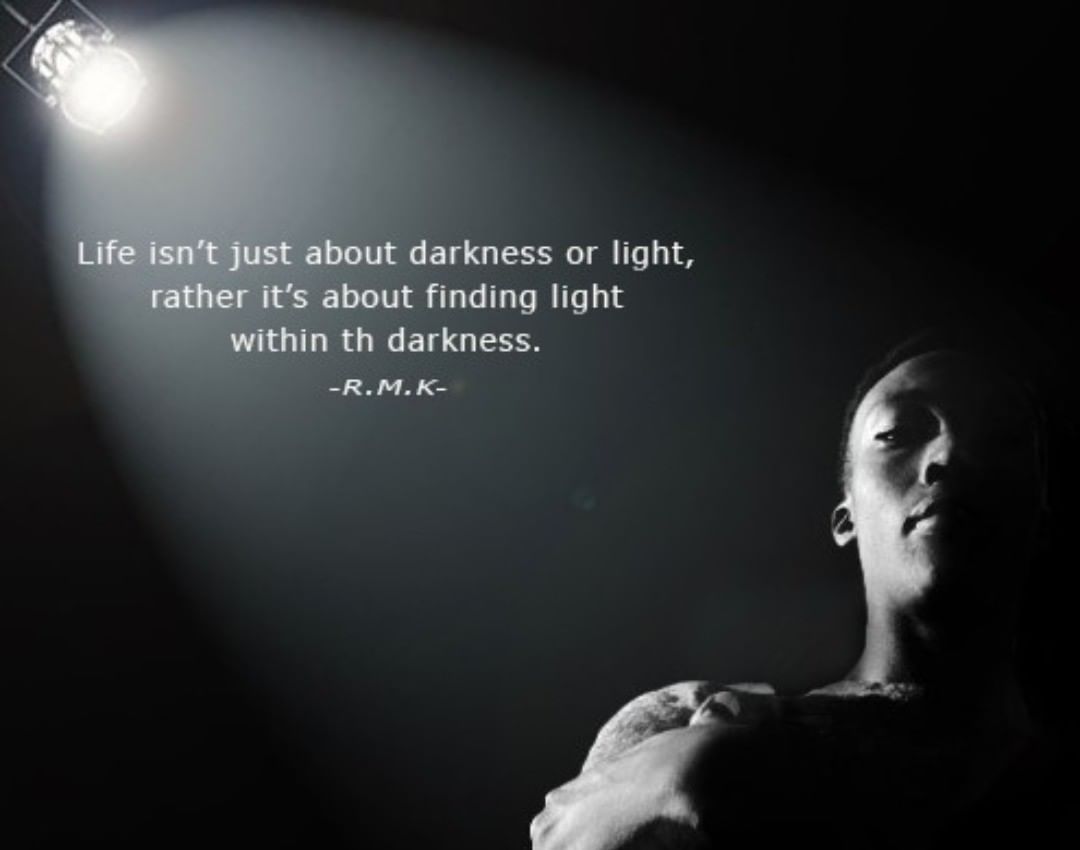 Life isn’t just about darkness or light,
rather it’s about finding light
within th darkness.
-R.M.K-